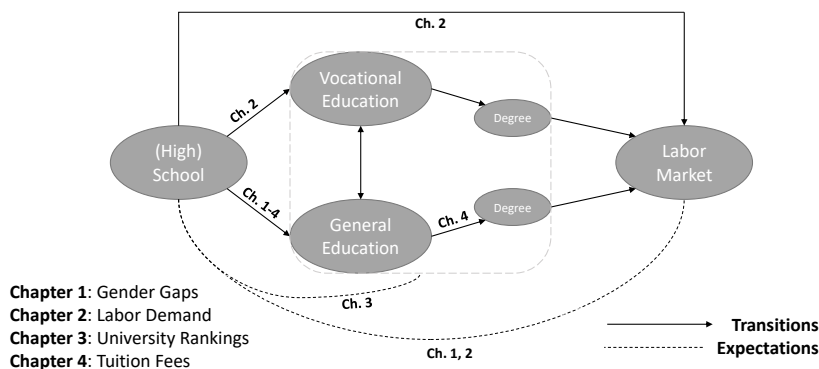 Ch. 2
Vocational
Education
Ch. 2
Degree
(High)
School
Labor
Market
Ch. 1-4
Degree
General
Education
Ch. 4
Chapter 1: Gender Gaps
Ch. 3
Chapter 2: Labor Demand
Chapter 3: University Rankings
Transitions
Chapter 4: Tuition Fees
Ch. 1, 2
Expectations